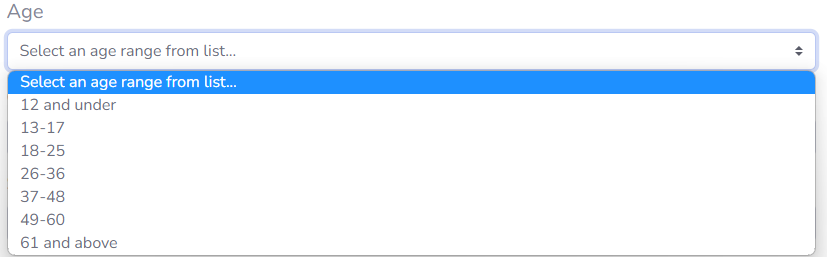 Age
Select an age range from list...
Select an age range from list...
12 and under
13-17
18-25
26-36
37-48
49-60
61 and above